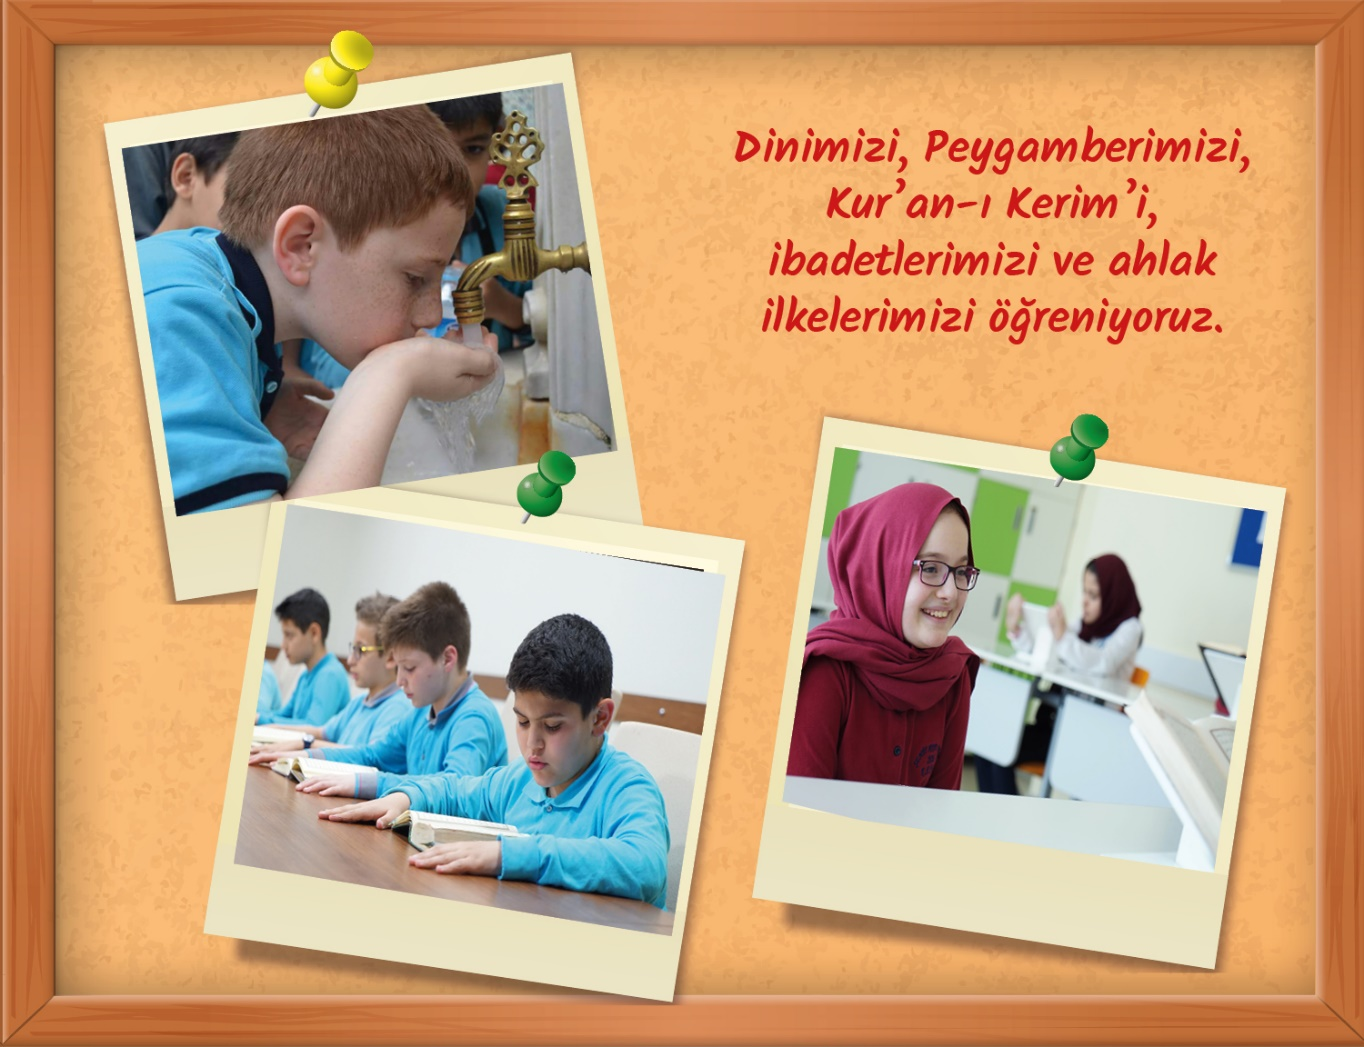 Dinimizi, Peygamberimizi,
Kur'an-ı Kerim'i,
ibadetlerimizi ve ahlak
ilkelerimizi öğreniyoruz.